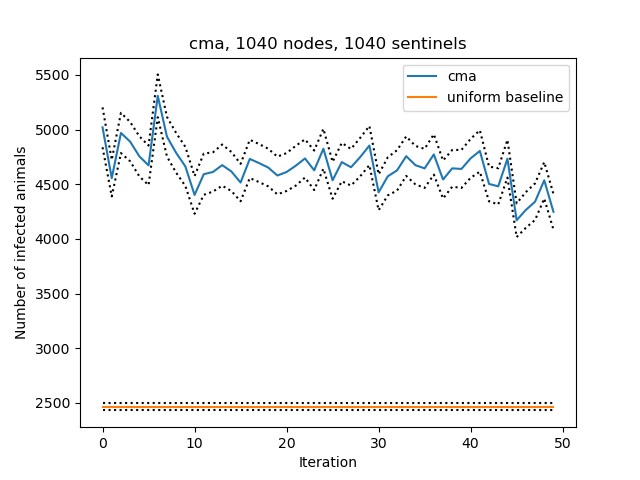 cma, 1040 nodes, 1040 sentinels
cma
uniform baseline
Number of infected animals
5500
5000
4500
4000
3500
3000
2500
0 10 20 30 40 50
Iteration